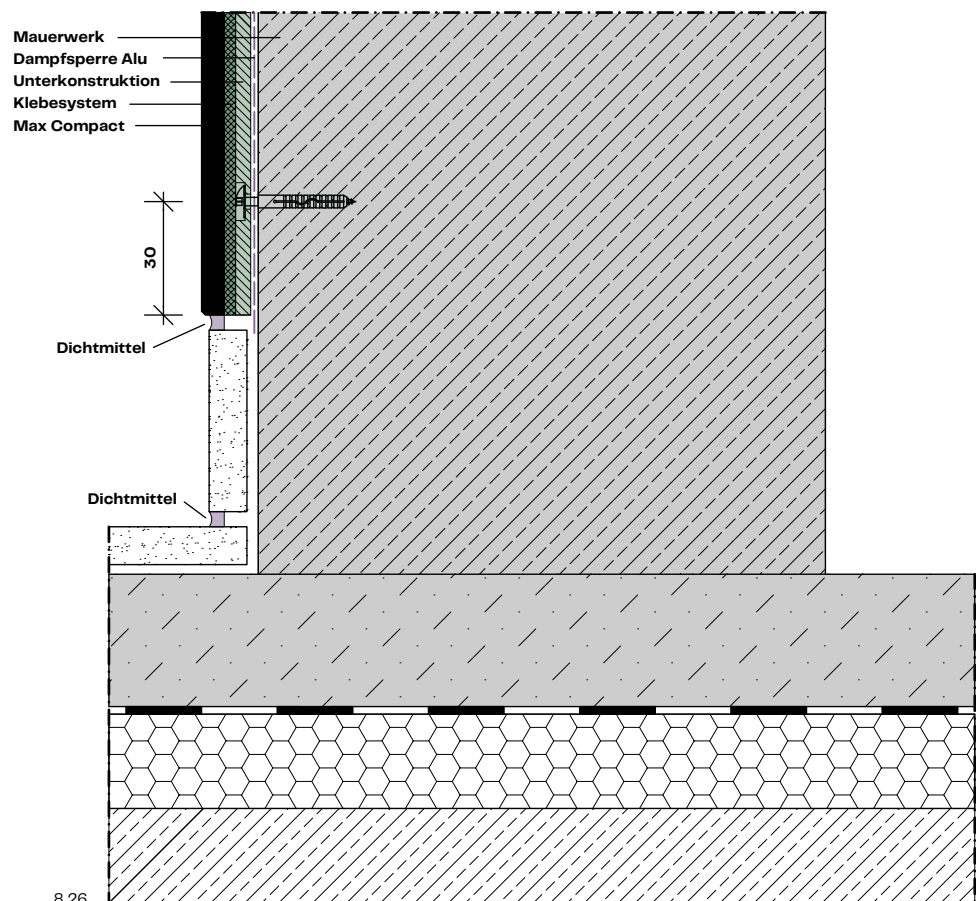 Mauerwerk
Dampfsperre Alu
Unterkonstruktion
Klebesystem
Max Compact
30
Dichtmittel
Dichtmittel
8.26